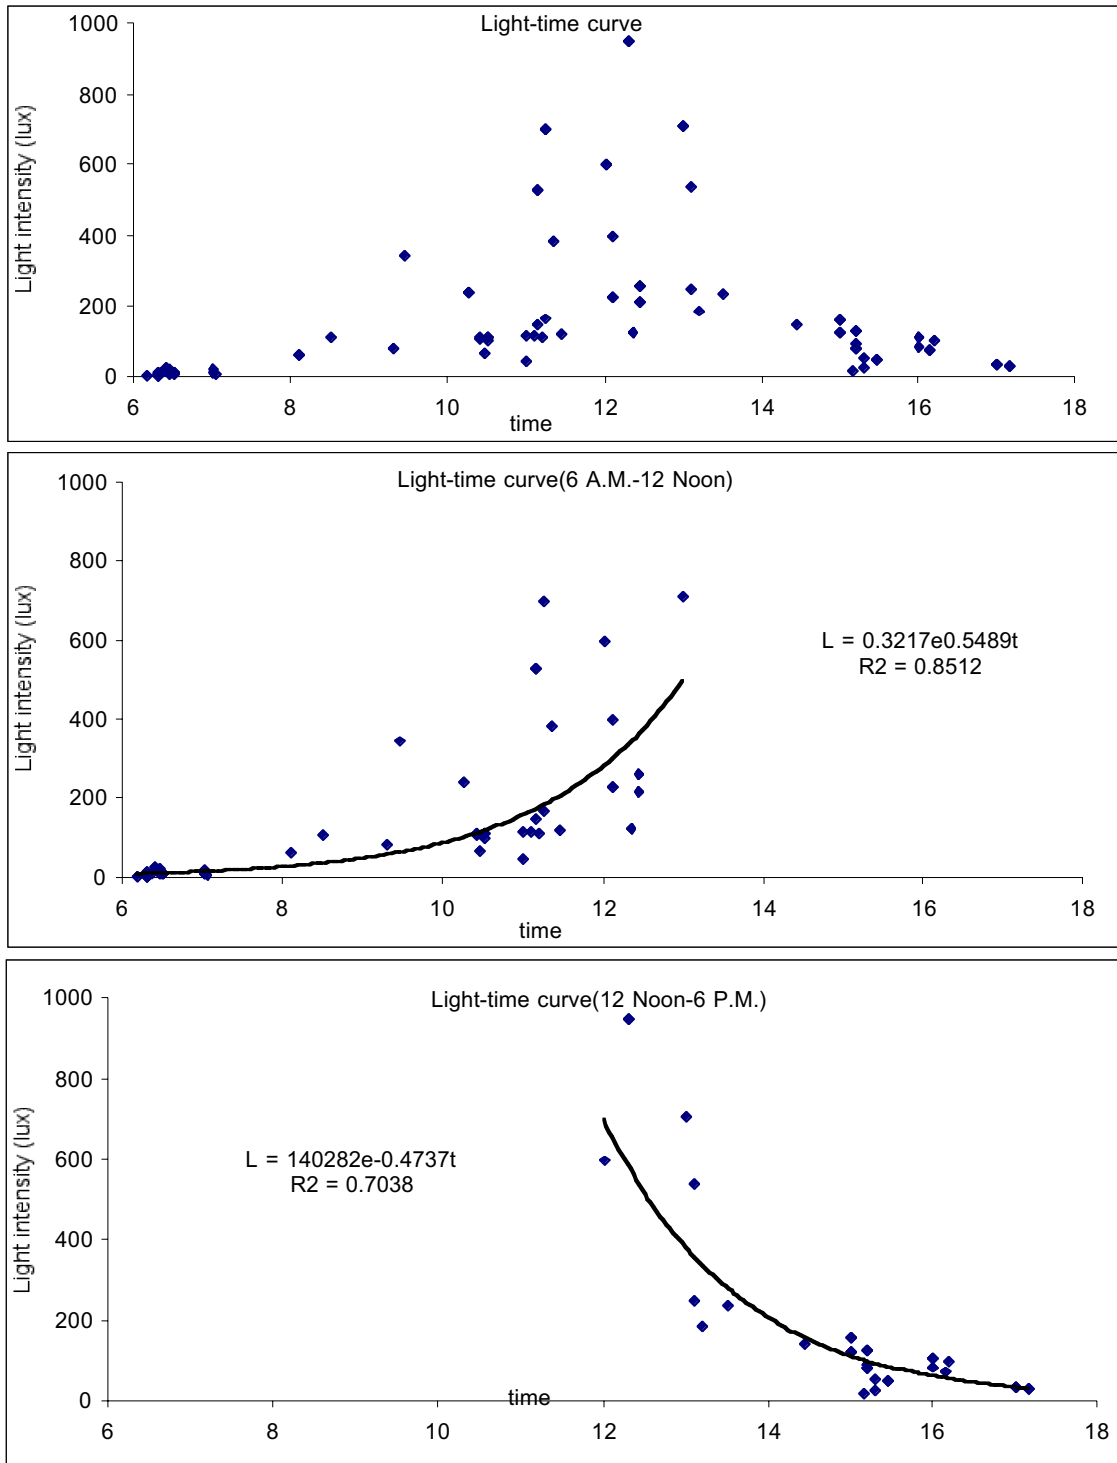 Light-time curve
1000
800
600
400
200
0
Light intensity (lux)
6 8 10 12 14 16 18
time
Light-time curve(6 A.M.-12 Noon)
1000
800
600
400
200
0
Light intensity (lux)
L = 0.3217e0.5489t
R2 = 0.8512
6 8 10 12 14 16 18
time
Light-time curve(12 Noon-6 P.M.)
1000
800
600
400
200
0
Light intensity (lux)
L = 140282e-0.4737t
R2 = 0.7038
time
6 8 10 12 14 16 18